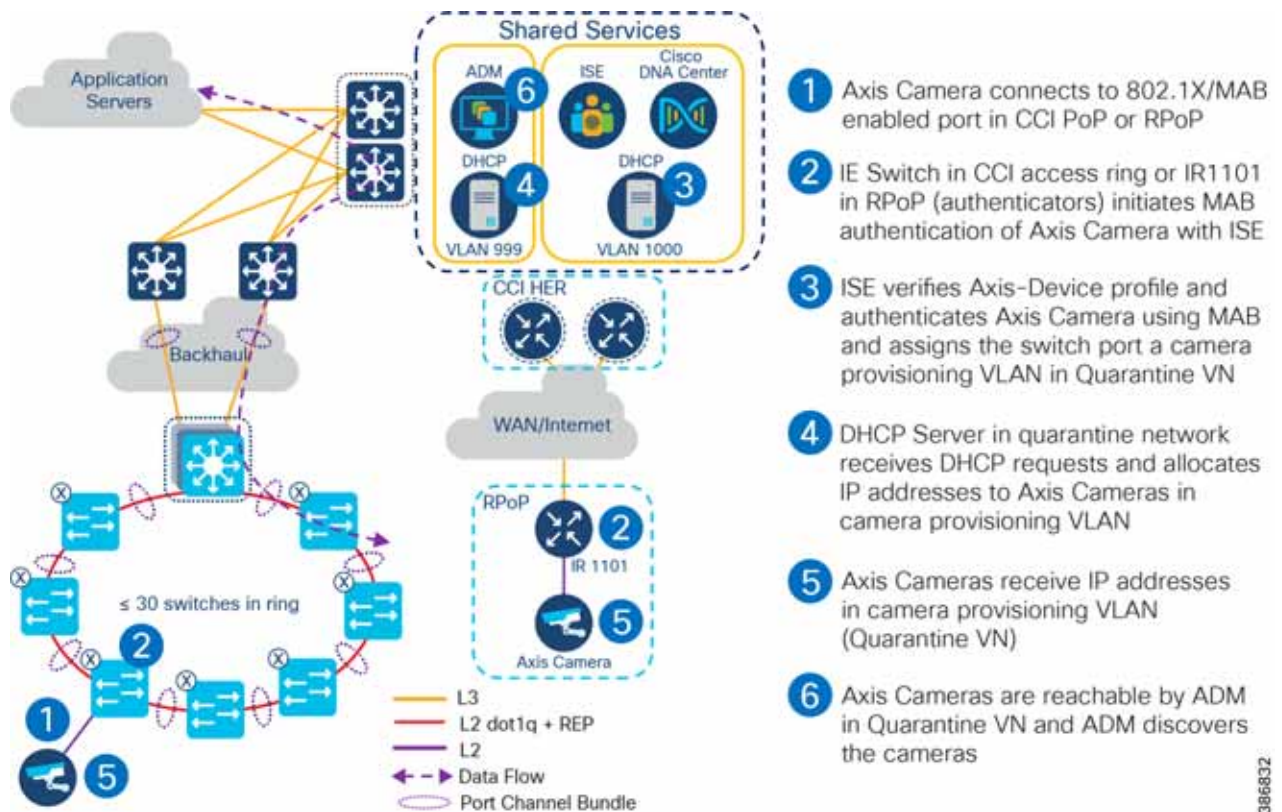 Shared Services
Application
Servers
ADM
6
ISE
Cisco
DNA Center
DHCP
4
VLAN 999
DHCP
3
VLAN 1000
CCI HER
Backhaul
WAN/Internet
RPoP
2
IR 1101
5
Axis Camera
X
X
X
X
X
X
X
≤ 30 switches in ring
2
1
5
L3
L2 dot1q + REP
L2
Data Flow
Port Channel Bundle
1 Axis Camera connects to 802.1X/MAB
enabled port in CCI PoP or RPoP
2 IE Switch in CCI access ring or IR1101
in RPoP (authenticators) initiates MAB
authentication of Axis Camera with ISE
3 ISE verifies Axis-Device profile and
authenticates Axis Camera using MAB
and assigns the switch port a camera
provisioning VLAN in Quarantine VN
4 DHCP Server in quarantine network
receives DHCP requests and allocates
IP addresses to Axis Cameras in
camera provisioning VLAN
5 Axis Cameras receive IP addresses
in camera provisioning VLAN
(Quarantine VN)
6 Axis Cameras are reachable by ADM
in Quarantine VN and ADM discovers
the cameras
386832